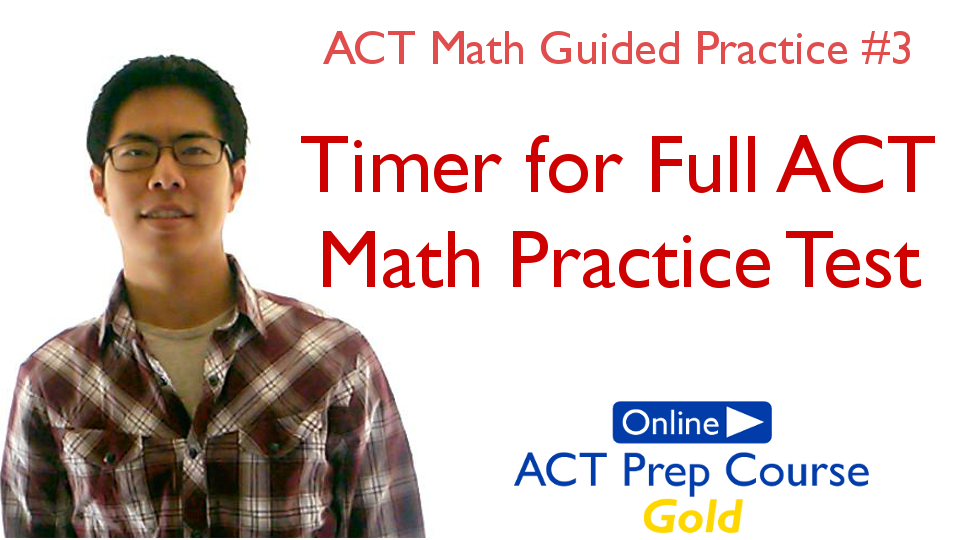 ACT Math Guided Practice #3
Timer for Full ACT
Math Practice Test
Online
ACT Prep Course
Gold